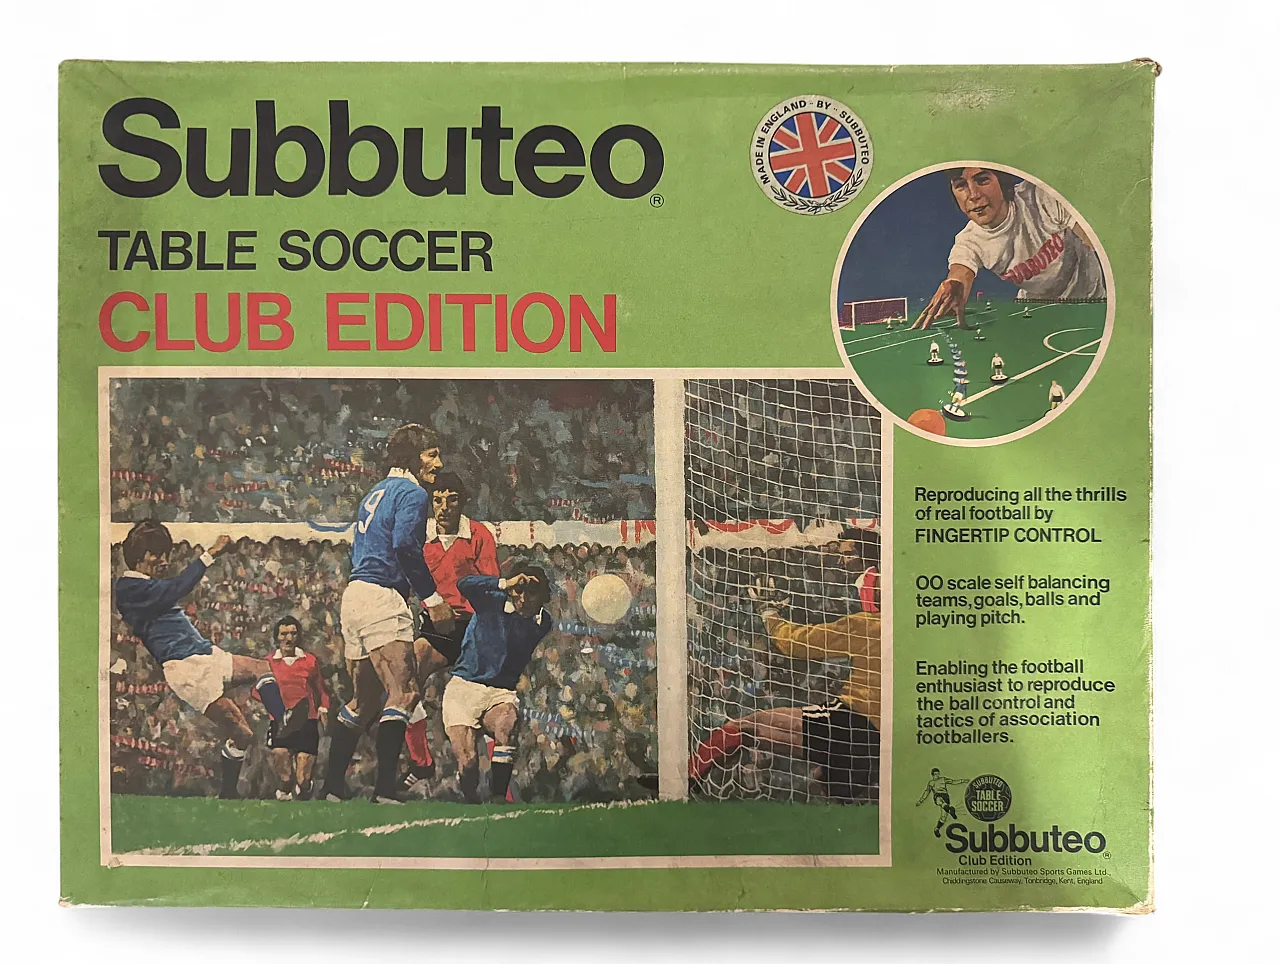 Subbuteo®
TABLE SOCCER
CLUB EDITION
MADE IN ENGLAND · BY · SUBBUTEO
SUBBUTEO
9
Reproducing all the thrills
of real football by
FINGERTIP CONTROL
OO scale self balancing
teams, goals, balls and
playing pitch.
Enabling the football
enthusiast to reproduce
the ball control and
tactics of association
footballers.
SUBBUTEO
TABLE
SOCCER
Subbuteo®
Club Edition
Manufactured by Subbuteo Sports Games Ltd.,
Chiddingstone Causeway, Tonbridge, Kent, England